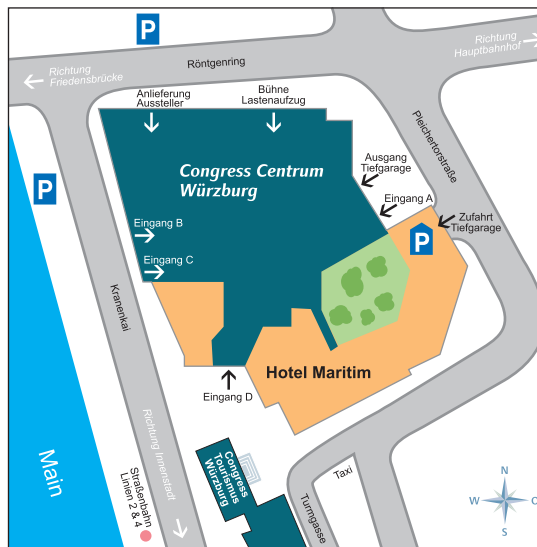 P
Richtung
Hauptbahnhof
Richtung
Friedensbrücke
Röntgenring
Anlieferung
Aussteller
Bühne
Lastenaufzug
Pleichertorstraße
Congress Centrum
Würzburg
Ausgang
Tiefgarage
P
Eingang A
Zufahrt
Tiefgarage
Eingang B
P
Eingang C
Kranenkai
Hotel Maritim
Eingang D
Richtung Innenstadt
Main
Straßenbahn
Linien 2 & 4
Congress
Tourismus
Würzburg
Taxi
Turmgasse
N
W
O
S